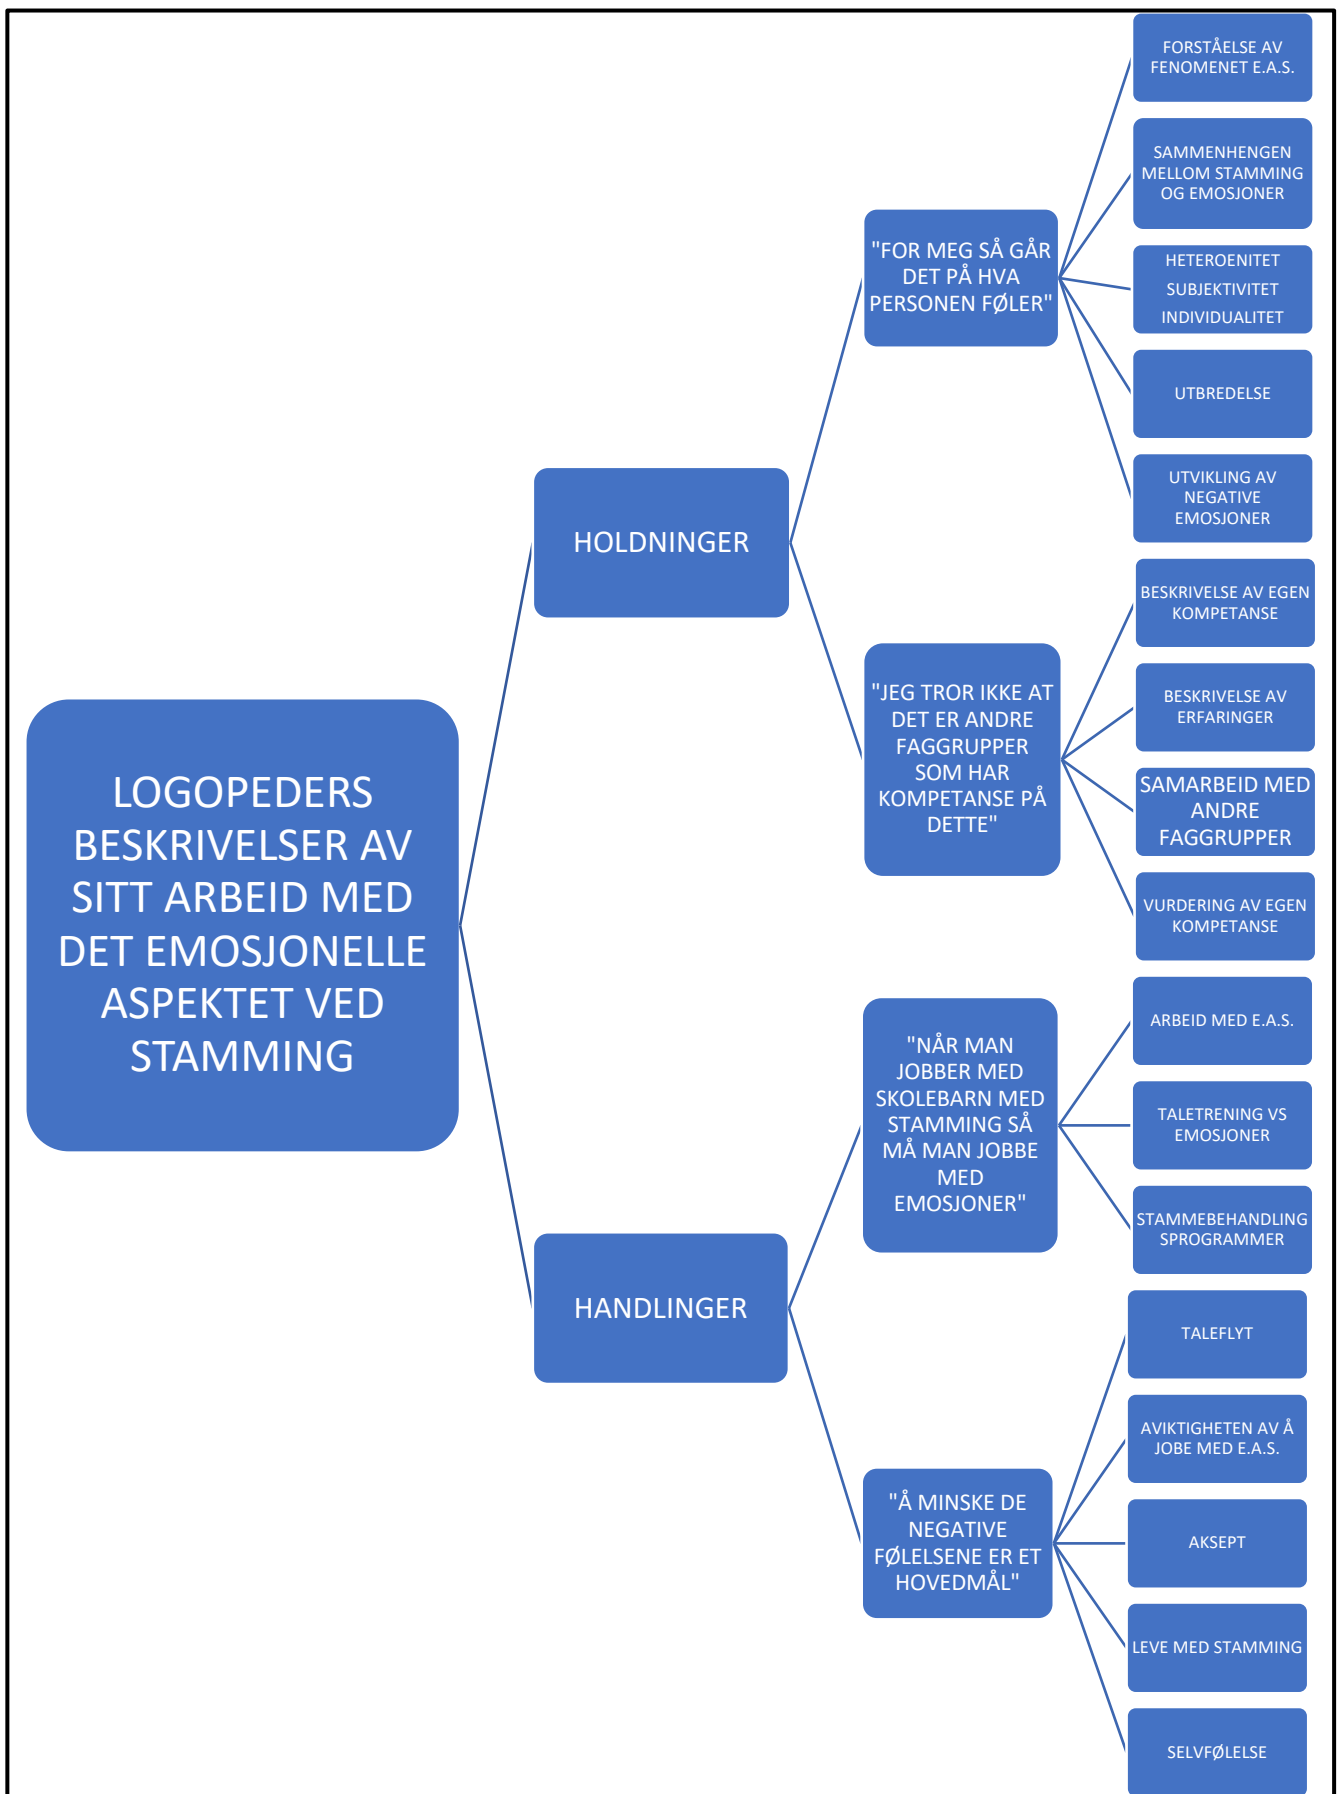 LOGOPEDERS
BESKRIVELSER AV
SITT ARBEID MED
DET EMOSJONELLE
ASPEKTET VED
STAMMING
HOLDNINGER
"FOR MEG SÅ GÅR
DET PÅ HVA
PERSONEN FØLER"
FORSTÅELSE AV
FENOMENET E.A.S.
SAMMENHENGEN
MELLOM STAMMING
OG EMOSJONER
HETEROENITET
SUBJEKTIVITET
INDIVIDUALITET
UTBREDELSE
UTVIKLING AV
NEGATIVE
EMOSJONER
"JEG TROR IKKE AT
DET ER ANDRE
FAGGRUPPER
SOM HAR
KOMPETANSE PÅ
DETTE"
BESKRIVELSE AV EGEN
KOMPETANSE
BESKRIVELSE AV
ERFARINGER
SAMARBEID MED
ANDRE
FAGGRUPPER
VURDERING AV EGEN
KOMPETANSE
HANDLINGER
"NÅR MAN
JOBBER MED
SKOLEBARN MED
STAMMING SÅ
MÅ MAN JOBBE
MED
EMOSJONER"
ARBEID MED E.A.S.
TALETRENING VS
EMOSJONER
STAMMEBEHANDLING
SPROGRAMMER
"Å MINSKE DE
NEGATIVE
FØLELSENE ER ET
HOVEDMÅL"
TALEFLYT
AVIKTIGHETEN AV Å
JOBE MED E.A.S.
AKSEPT
LEVE MED STAMMING
SELVFØLELSE